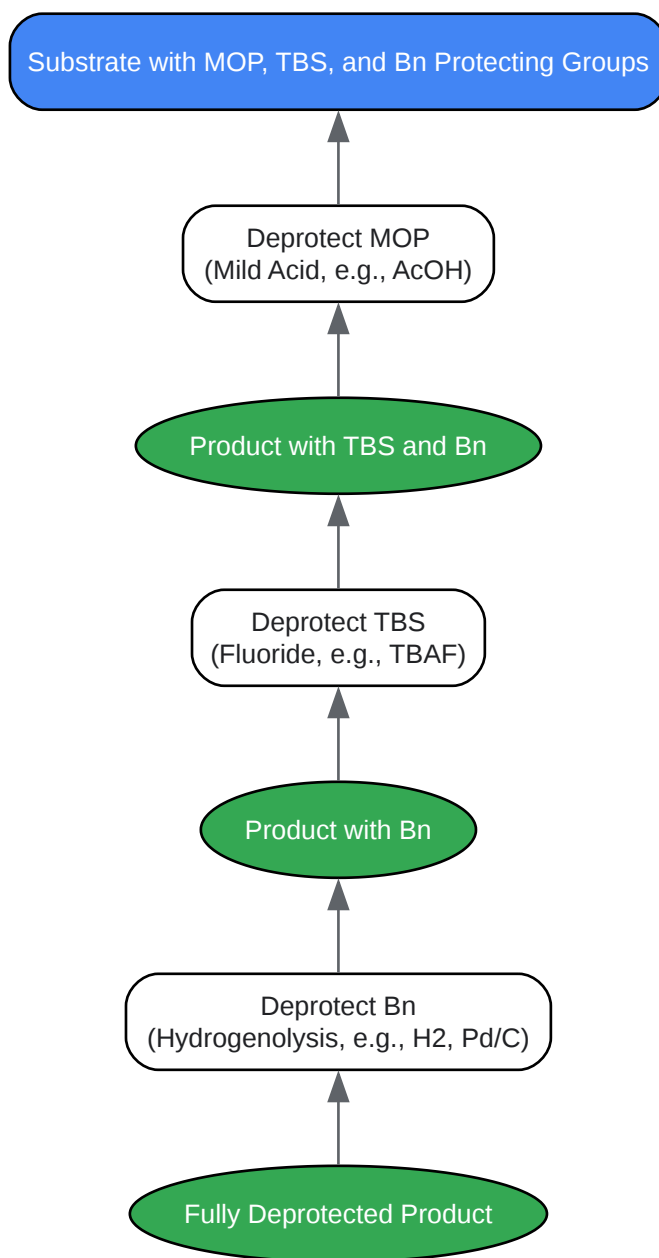 Substrate with MOP, TBS, and Bn Protecting Groups
Deprotect MOP
(Mild Acid, e.g., AcOH)
Product with TBS and Bn
Deprotect TBS
(Fluoride, e.g., TBAF)
Product with Bn
Deprotect Bn
(Hydrogenolysis, e.g., H2, Pd/C)
Fully Deprotected Product